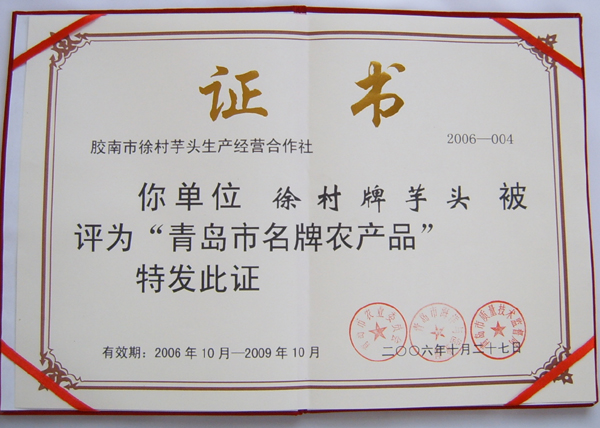 证书
胶南市徐村芋头生产经营合作社
2006—004
你单位 徐村牌芋头 被
评为“青岛市名牌农产品”
特发此证
有效期：2006年10月—2009年10月
二〇〇六年十月二十七日